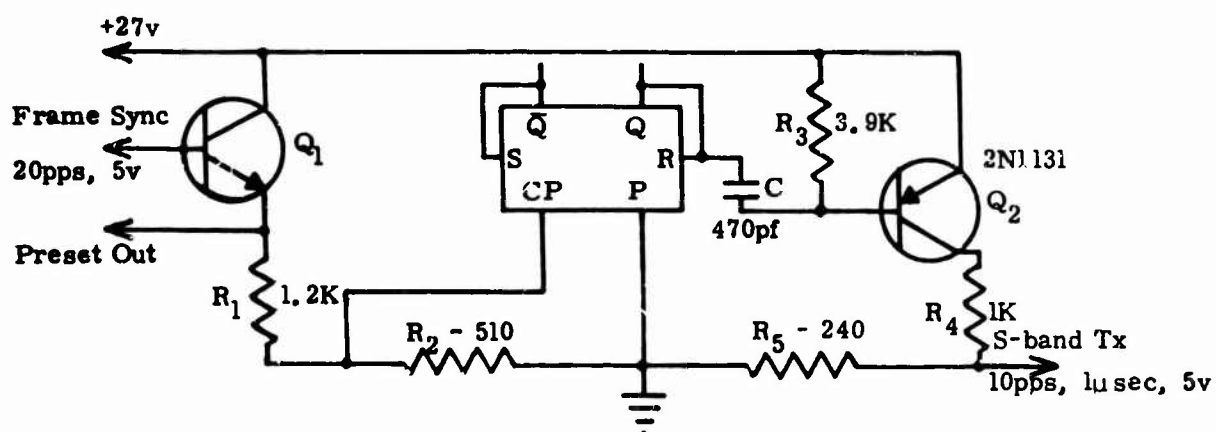 +27v
Frame Sync
20pps, 5v
Q1
Preset Out
R1
1.2K
Q̅
Q
S
R
CP
P
C
470pf
R3
3.9K
2N1131
Q2
R2 - 510
R5 - 240
R4
1K
S-band Tx
10pps, 1μsec, 5v